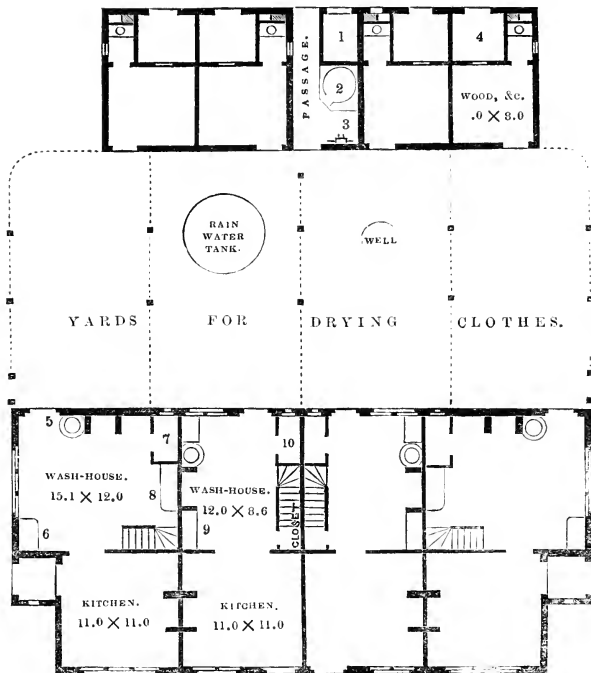 PASSAGE.
1
2
3
4
WOOD, &C.
.0 × 8.0
RAIN
WATER
TANK.
WELL
YARDS FOR DRYING CLOTHES.
5
7
10
WASH-HOUSE.
15.1 × 12.0
8
WASH-HOUSE.
12.0 × 8.6
CLOSET
6
9
KITCHEN.
11.0 × 11.0
KITCHEN.
11.0 × 11.0